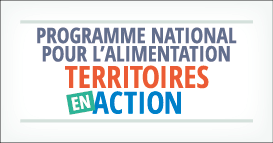 PROGRAMME NATIONAL
POUR L'ALIMENTATION
TERRITOIRES
EN ACTION